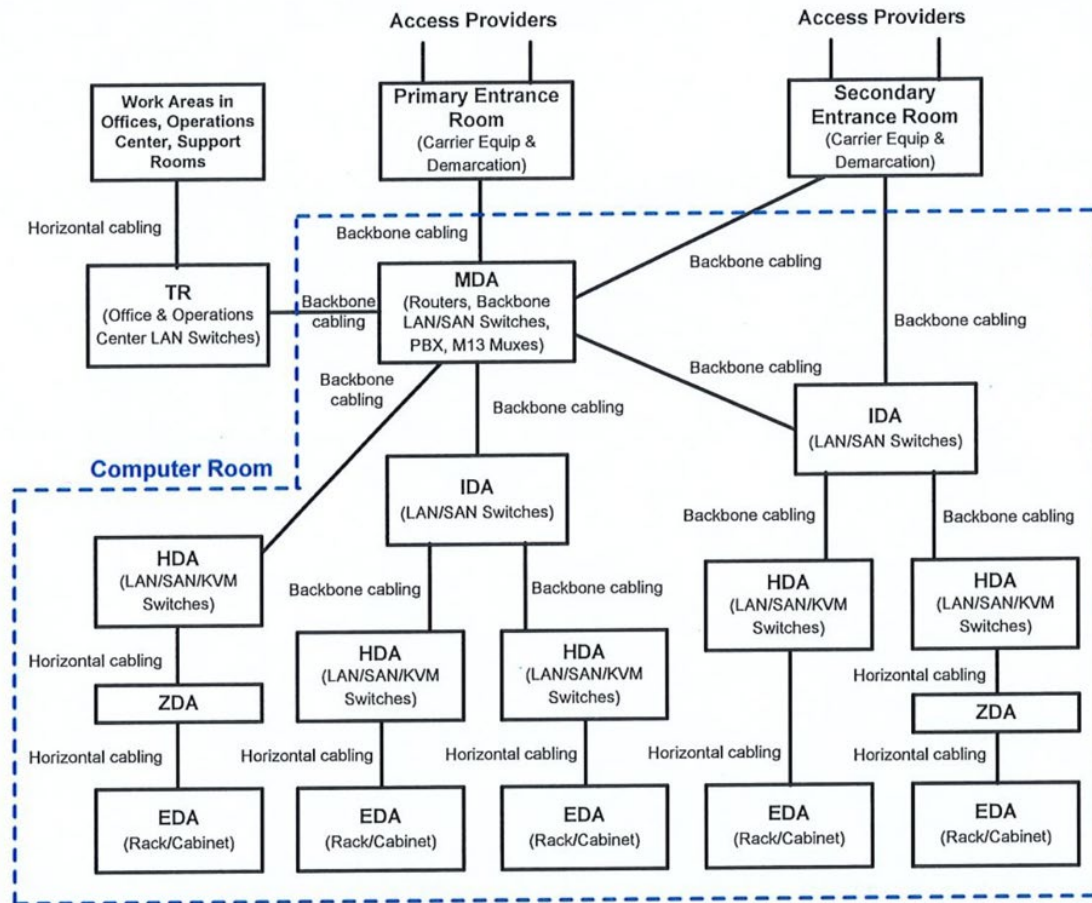 Access Providers
Access Providers
Work Areas in
Offices, Operations
Center, Support
Rooms
Primary Entrance
Room
(Carrier Equip &
Demarcation)
Secondary
Entrance Room
(Carrier Equip &
Demarcation)
Horizontal cabling
Backbone cabling
Backbone cabling
Backbone cabling
TR
(Office & Operations
Center LAN Switches)
Backbone
cabling
MDA
(Routers, Backbone
LAN/SAN Switches,
PBX, M13 Muxes)
Backbone
cabling
Backbone cabling
Backbone cabling
IDA
(LAN/SAN Switches)
Computer Room
IDA
(LAN/SAN Switches)
Backbone cabling
Backbone cabling
HDA
(LAN/SAN/KVM
Switches)
Backbone cabling
Backbone cabling
HDA
(LAN/SAN/KVM
Switches)
HDA
(LAN/SAN/KVM
Switches)
Horizontal cabling
HDA
(LAN/SAN/KVM
Switches)
HDA
(LAN/SAN/KVM
Switches)
Horizontal cabling
ZDA
ZDA
Horizontal cabling
Horizontal cabling
Horizontal cabling
Horizontal cabling
Horizontal cabling
EDA
(Rack/Cabinet)
EDA
(Rack/Cabinet)
EDA
(Rack/Cabinet)
EDA
(Rack/Cabinet)
EDA
(Rack/Cabinet)